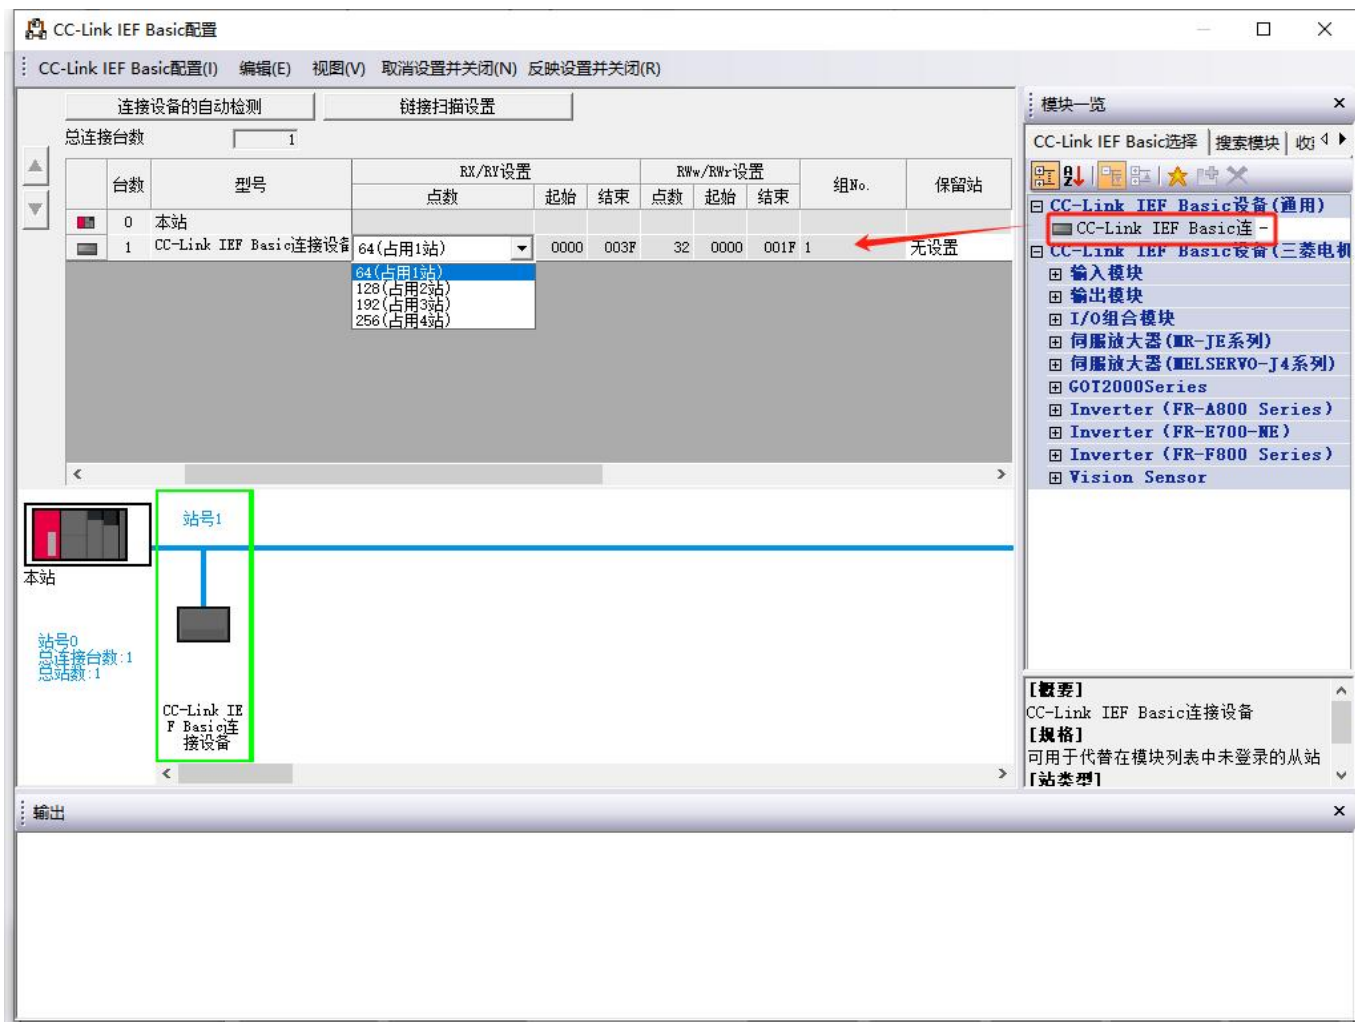 CC-Link IEF Basic配置
CC-Link IEF Basic配置(I) 编辑(E) 视图(V) 取消设置并关闭(N) 反映设置并关闭(R)
连接设备的自动检测 链接扫描设置
总连接台数 1
台数 型号 RX/RY设置 RWw/RWr设置 组No. 保留站
点数 起始 结束 点数 起始 结束
0 本站
1 CC-Link IEF Basic连接设备 64(占用1站) 0000 003F 32 0000 001F 1 无设置
64(占用1站)
128(占用2站)
192(占用3站)
256(占用4站)
站号1
本站
站号0
总连接台数:1
总站数:1
CC-Link IE
F Basic连
接设备
模块一览
CC-Link IEF Basic选择 搜索模块
CC-Link IEF Basic设备(通用)
CC-Link IEF Basic连 -
CC-Link IEF Basic设备(三菱电机
输入模块
输出模块
I/O组合模块
伺服放大器(MR-JE系列)
伺服放大器(MELSERVO-J4系列)
GOT2000Series
Inverter (FR-A800 Series)
Inverter (FR-E700-NE)
Inverter (FR-F800 Series)
Vision Sensor
[概要]
CC-Link IEF Basic连接设备
[规格]
可用于代替在模块列表中未登录的从站
[站类型]
输出